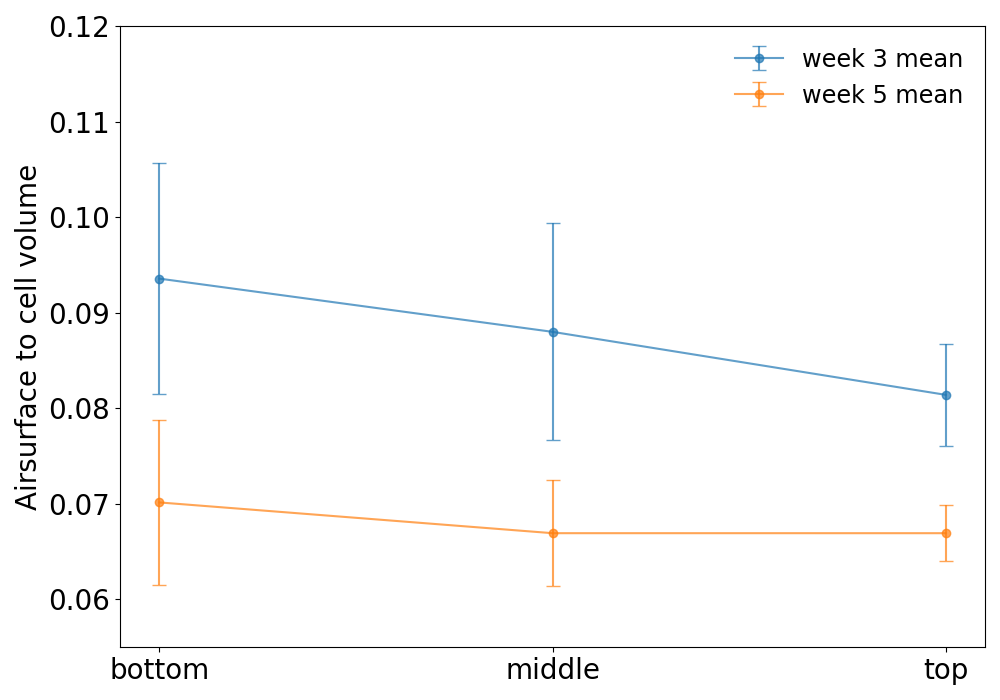 0.12
0.11
0.10
0.09
0.08
0.07
0.06
Airsurface to cell volume
week 3 mean
week 5 mean
bottom middle top